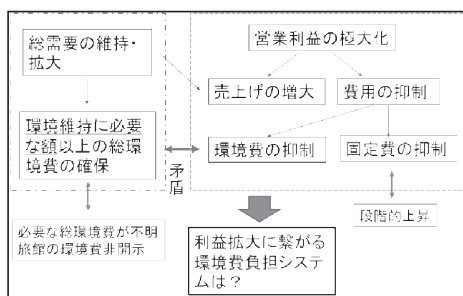 総需要の維持・
拡大
営業利益の極大化
売上げの増大
費用の抑制
環境維持に必要
な額以上の総環
境費の確保
矛盾
環境費の抑制
固定費の抑制
段階的上昇
必要な総環境費が不明
旅館の環境費非開示
利益拡大に繋がる
環境費負担システ
ムは？